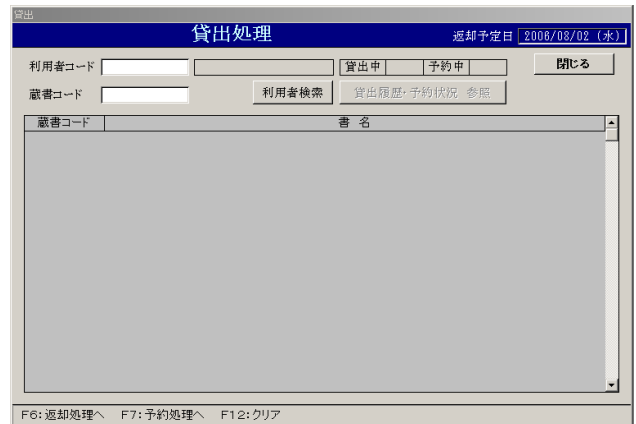 貸出
貸出処理 返却予定日 2006/08/02 (水)
利用者コード 貸出中 予約中 閉じる
蔵書コード 利用者検索 貸出履歴・予約状況 参照
蔵書コード 書 名
F6:返却処理へ F7:予約処理へ F12:クリア